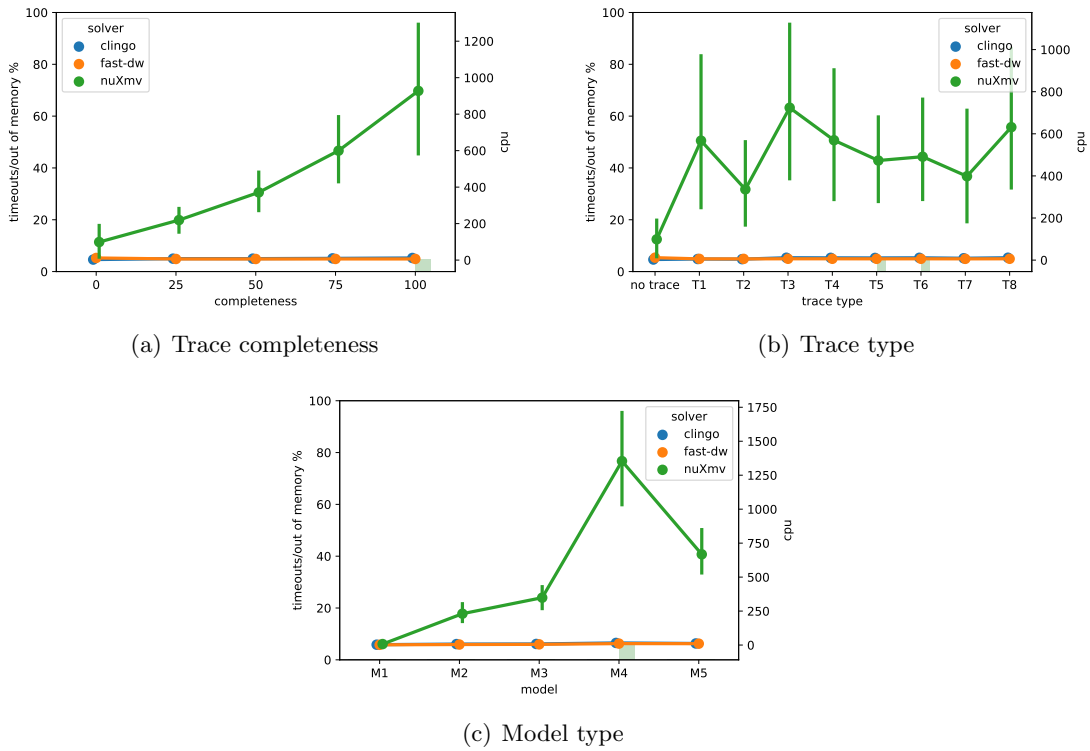 100
80
60
40
20
0
timeouts/out of memory %
solver
clingo
fast-dw
nuXmv
1200
1000
800
600
400
200
0
cpu
0 25 50 75 100
completeness
(a) Trace completeness
100
80
60
40
20
0
timeouts/out of memory %
solver
clingo
fast-dw
nuXmv
1000
800
600
400
200
0
cpu
no trace T1 T2 T3 T4 T5 T6 T7 T8
trace type
(b) Trace type
100
80
60
40
20
0
timeouts/out of memory %
solver
clingo
fast-dw
nuXmv
1750
1500
1250
1000
750
500
250
0
cpu
M1 M2 M3 M4 M5
model
(c) Model type